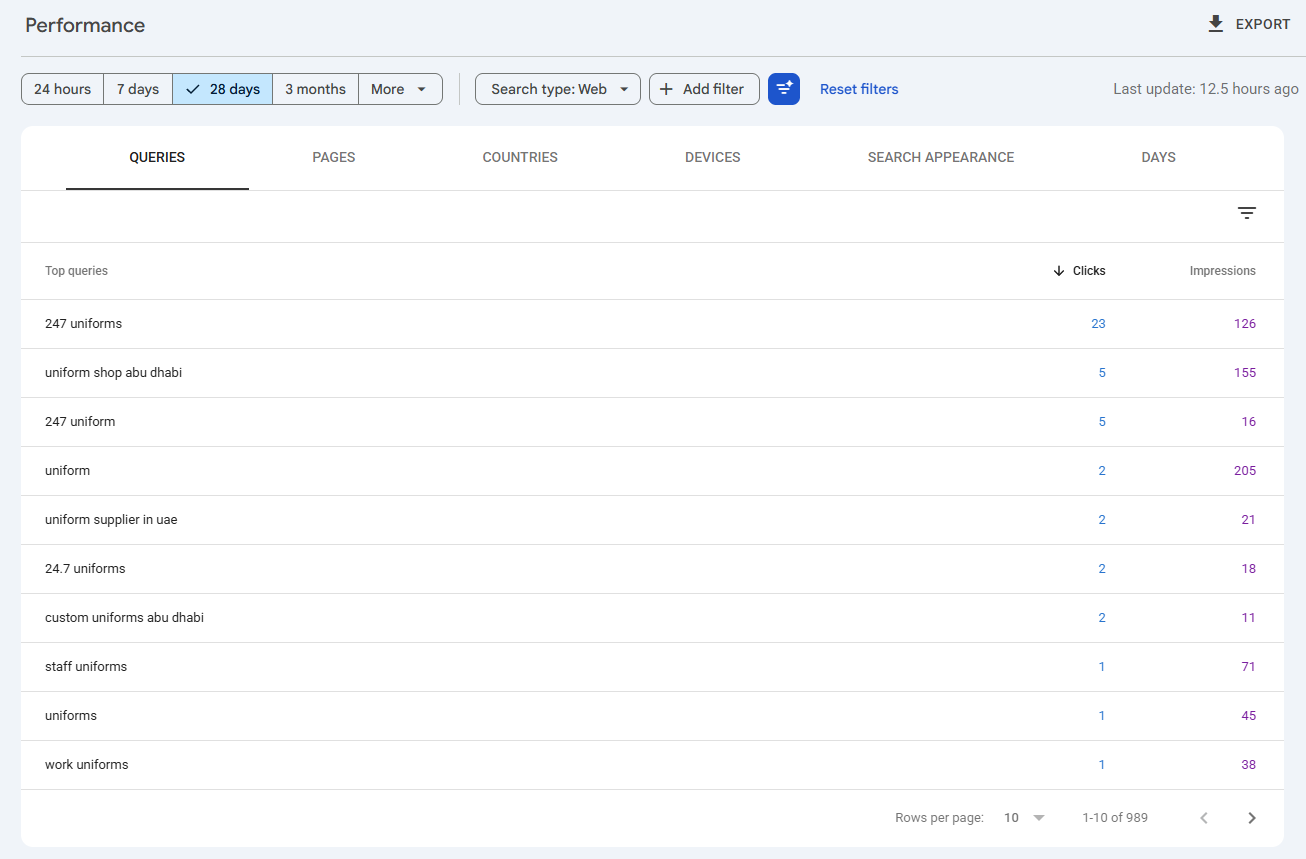 Performance
EXPORT
24 hours 7 days 28 days 3 months More Search type: Web Add filter Reset filters Last update: 12.5 hours ago
QUERIES PAGES COUNTRIES DEVICES SEARCH APPEARANCE DAYS
Top queries Clicks Impressions
247 uniforms 23 126
uniform shop abu dhabi 5 155
247 uniform 5 16
uniform 2 205
uniform supplier in uae 2 21
24.7 uniforms 2 18
custom uniforms abu dhabi 2 11
staff uniforms 1 71
uniforms 1 45
work uniforms 1 38
Rows per page: 10 1-10 of 989